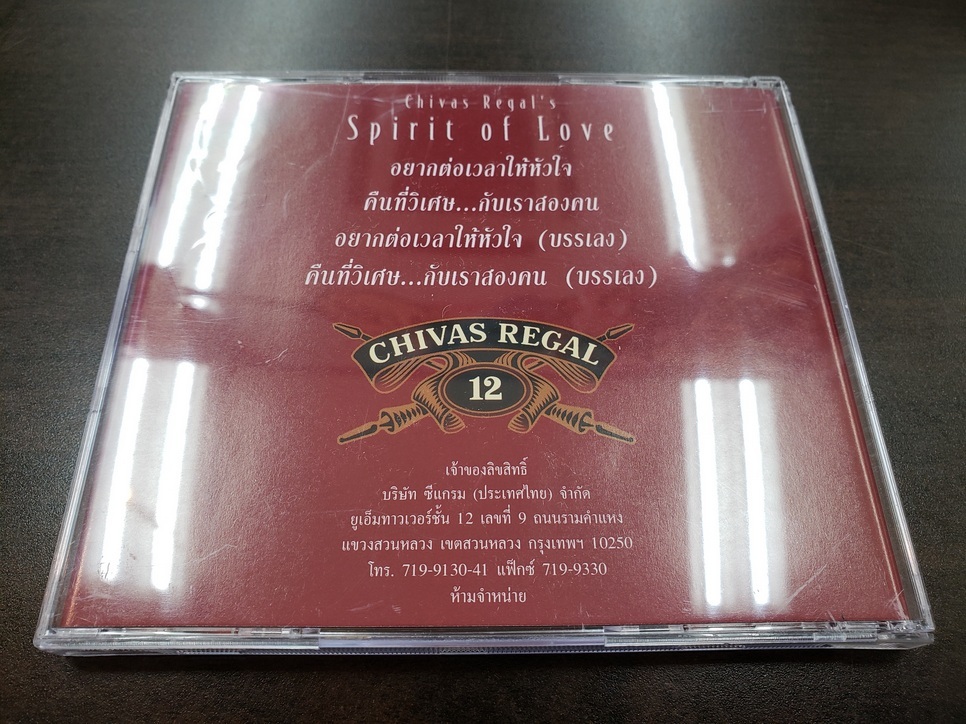 Chivas Regal's
Spirit of Love
อยากต่อเวลาให้หัวใจ
คืนที่วิเศษ...กับเราสองคน
อยากต่อเวลาให้หัวใจ (บรรเลง)
คืนที่วิเศษ...กับเราสองคน (บรรเลง)
CHIVAS REGAL
12
เจ้าของลิขสิทธิ์
บริษัท ซีแกรม (ประเทศไทย) จำกัด
ยูเอ็มทาวเวอร์ชั้น 12 เลขที่ 9 ถนนรามคำแหง
แขวงสวนหลวง เขตสวนหลวง กรุงเทพฯ 10250
โทร. 719-9130-41 แฟ็กซ์ 719-9330
ห้ามจำหน่าย